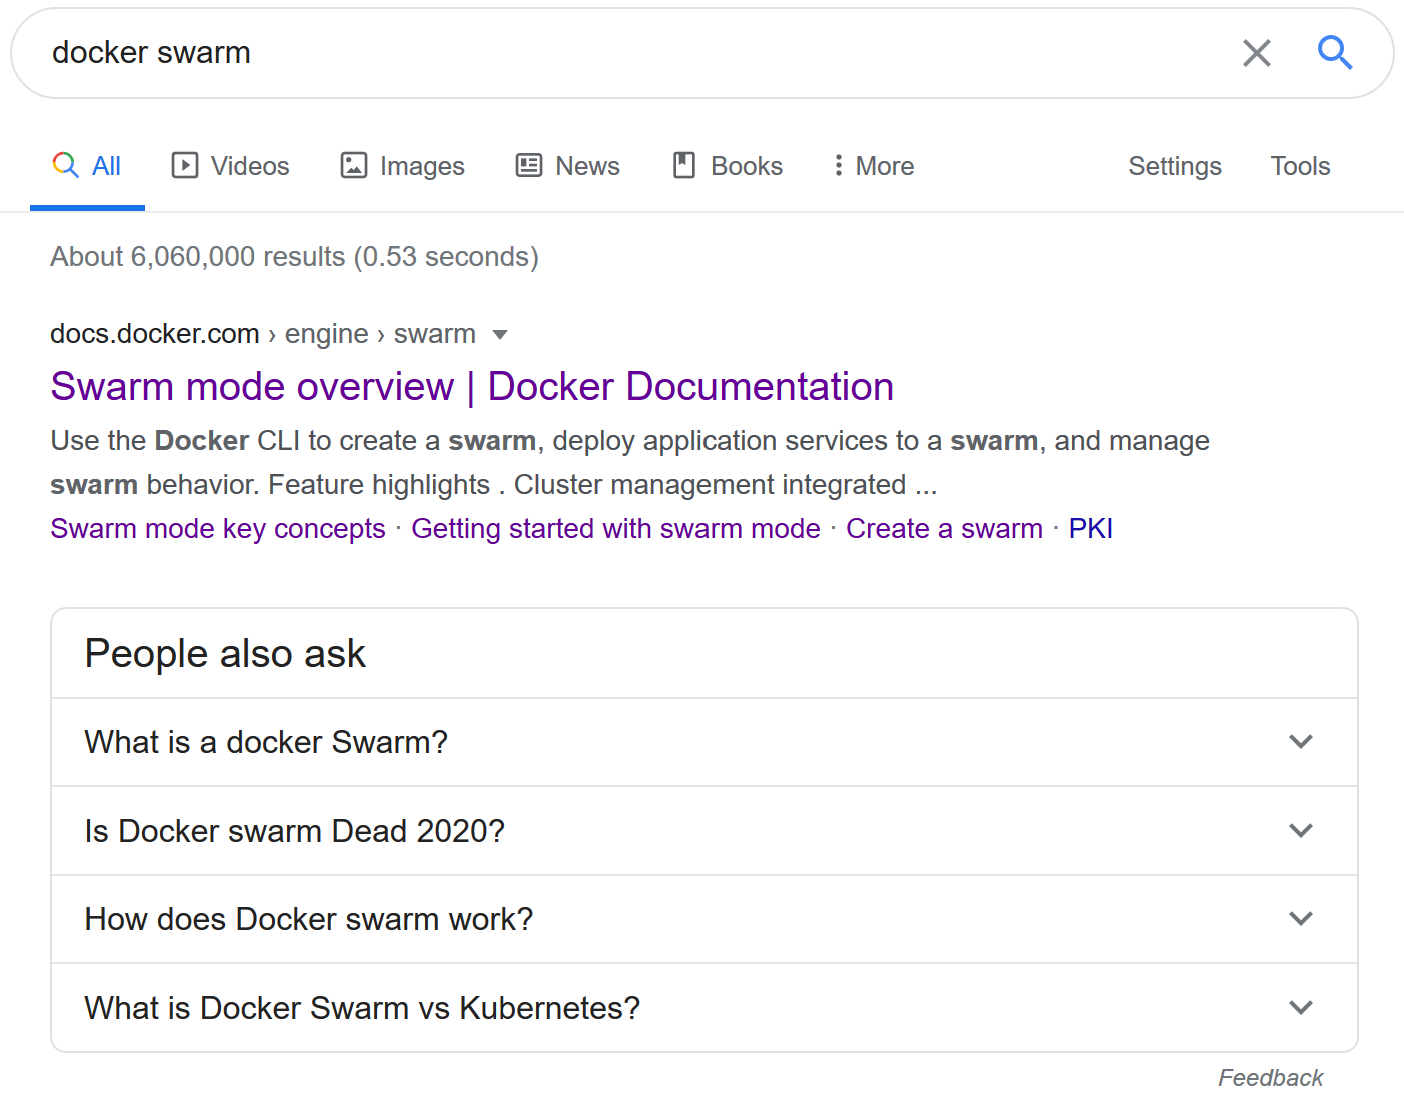 docker swarm
All Videos Images News Books More Settings Tools
About 6,060,000 results (0.53 seconds)
docs.docker.com › engine › swarm
Swarm mode overview | Docker Documentation
Use the Docker CLI to create a swarm, deploy application services to a swarm, and manage
swarm behavior. Feature highlights . Cluster management integrated ...
Swarm mode key concepts · Getting started with swarm mode · Create a swarm · PKI
People also ask
What is a docker Swarm?
Is Docker swarm Dead 2020?
How does Docker swarm work?
What is Docker Swarm vs Kubernetes?
Feedback